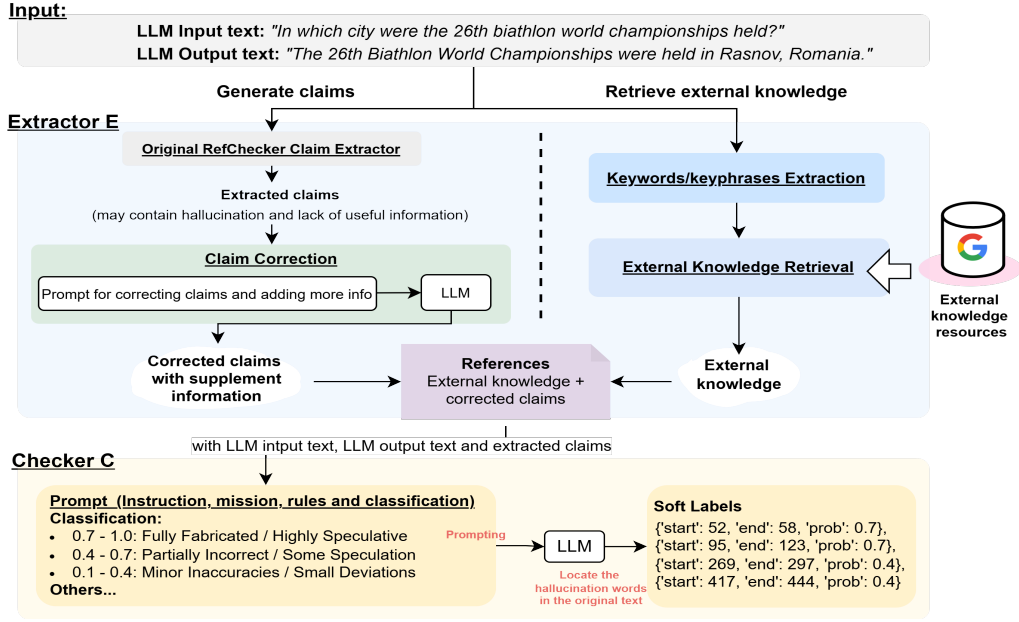 Input:
LLM Input text: "In which city were the 26th biathlon world championships held?"
LLM Output text: "The 26th Biathlon World Championships were held in Rasnov, Romania."
Generate claims
Retrieve external knowledge
Extractor E
Original RefChecker Claim Extractor
Extracted claims
(may contain hallucination and lack of useful information)
Claim Correction
Prompt for correcting claims and adding more info
LLM
Corrected claims
with supplement
information
Keywords/keyphrases Extraction
External Knowledge Retrieval
External
knowledge
resources
External
knowledge
References
External knowledge +
corrected claims
with LLM intput text, LLM output text and extracted claims
Checker C
Prompt (Instruction, mission, rules and classification)
Classification:
• 0.7 - 1.0: Fully Fabricated / Highly Speculative
• 0.4 - 0.7: Partially Incorrect / Some Speculation
• 0.1 - 0.4: Minor Inaccuracies / Small Deviations
Others...
Prompting
LLM
Locate the
hallucination words
in the original text
Soft Labels
{'start': 52, 'end': 58, 'prob': 0.7},
{'start': 95, 'end': 123, 'prob': 0.7},
{'start': 269, 'end': 297, 'prob': 0.4},
{'start': 417, 'end': 444, 'prob': 0.4}